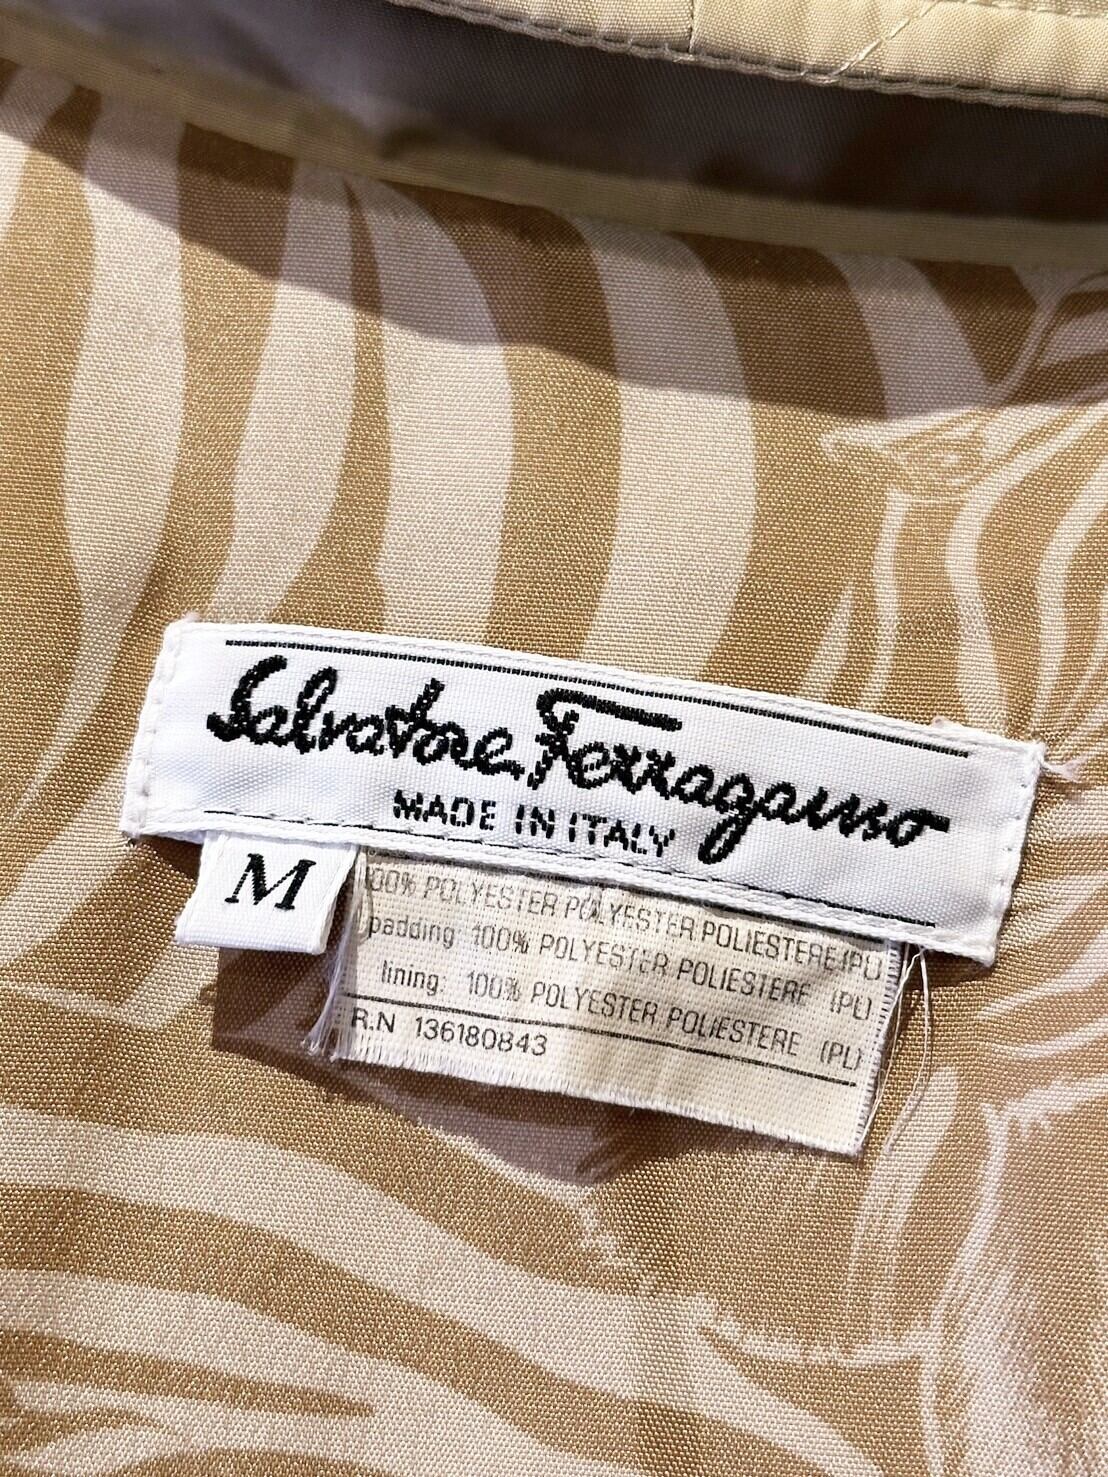 Salvatore Ferragamo
MADE IN ITALY
M
00% POLYESTER POLYESTER POLIESTERE (PL)
padding: 100% POLYESTER POLIESTERE (PL)
lining: 100% POLYESTER POLIESTERE (PL)
R.N 136180843